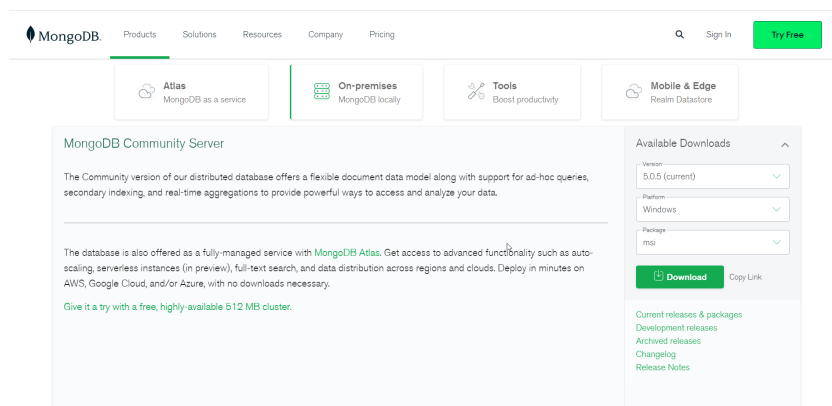 MongoDB.
Products
Solutions
Resources
Company
Pricing
Sign In
Try Free
Atlas
MongoDB as a service
On-premises
MongoDB locally
Tools
Boost productivity
Mobile & Edge
Realm Datastore
MongoDB Community Server
The Community version of our distributed database offers a flexible document data model along with support for ad-hoc queries,
secondary indexing, and real-time aggregations to provide powerful ways to access and analyze your data.
The database is also offered as a fully-managed service with MongoDB Atlas. Get access to advanced functionality such as auto-
scaling, serverless instances (in preview), full-text search, and data distribution across regions and clouds. Deploy in minutes on
AWS, Google Cloud, and/or Azure, with no downloads necessary.
Give it a try with a free, highly-available 512 MB cluster.
Available Downloads
Version
5.0.5 (current)
Platform
Windows
Package
msi
Download
Copy Link
Current releases & packages
Development releases
Archived releases
Changelog
Release Notes